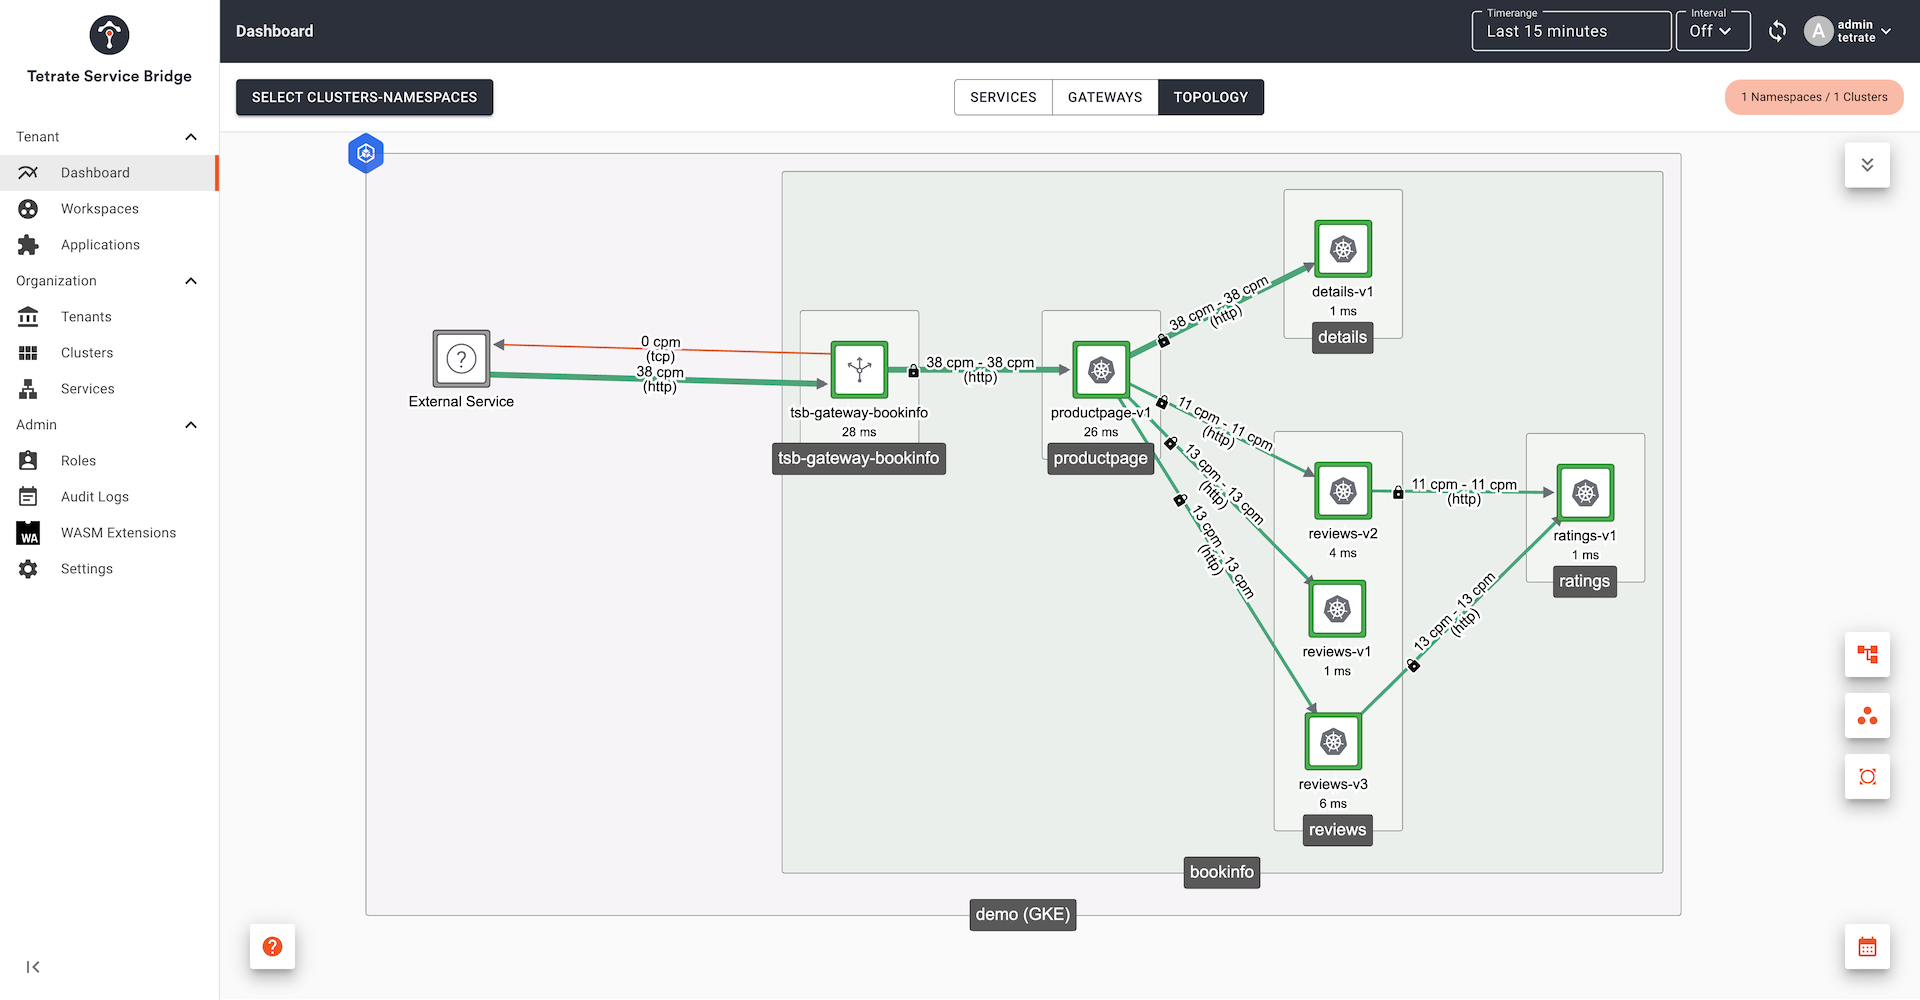 Tetrate Service Bridge
Tenant
Dashboard
Workspaces
Applications
Organization
Tenants
Clusters
Services
Admin
Roles
Audit Logs
WA
WASM Extensions
Settings
Dashboard
Timerange
Last 15 minutes
Interval
Off
A
admin
tetrate
SELECT CLUSTERS-NAMESPACES
SERVICES
GATEWAYS
TOPOLOGY
1 Namespaces / 1 Clusters
?
External Service
0 cpm
(tcp)
38 cpm
(http)
tsb-gateway-bookinfo
28 ms
tsb-gateway-bookinfo
38 cpm - 38 cpm
(http)
productpage-v1
26 ms
productpage
38 cpm - 38 cpm
(http)
details-v1
1 ms
details
11 cpm - 11 cpm
(http)
13 cpm - 13 cpm
(http)
13 cpm - 13 cpm
(http)
reviews-v2
4 ms
reviews-v1
1 ms
reviews-v3
6 ms
reviews
11 cpm - 11 cpm
(http)
13 cpm - 13 cpm
(http)
ratings-v1
1 ms
ratings
bookinfo
demo (GKE)
?